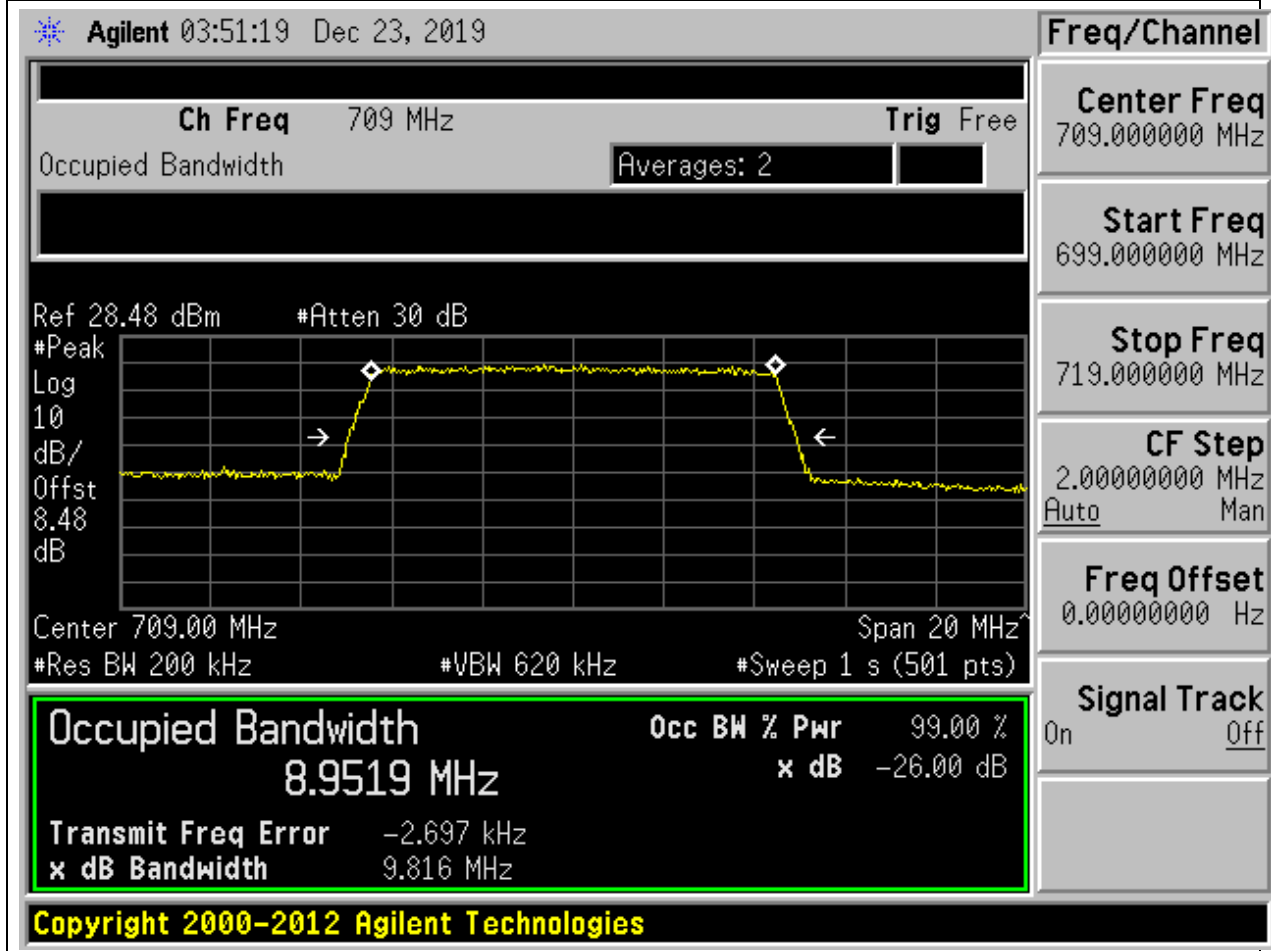 Agilent 03:51:19 Dec 23, 2019
Freq/Channel
Ch Freq 709 MHz Trig Free
Occupied Bandwidth Averages: 2
Center Freq
709.000000 MHz
Start Freq
699.000000 MHz
Stop Freq
719.000000 MHz
CF Step
2.00000000 MHz
Auto Man
Freq Offset
0.00000000 Hz
Signal Track
On Off
Ref 28.48 dBm #Atten 30 dB
#Peak
Log
10
dB/
Offst
8.48
dB
Center 709.00 MHz Span 20 MHz^
#Res BW 200 kHz #VBW 620 kHz #Sweep 1 s (501 pts)
Occupied Bandwidth Occ BW % Pwr 99.00 %
8.9519 MHz x dB -26.00 dB
Transmit Freq Error -2.697 kHz
x dB Bandwidth 9.816 MHz
Copyright 2000-2012 Agilent Technologies